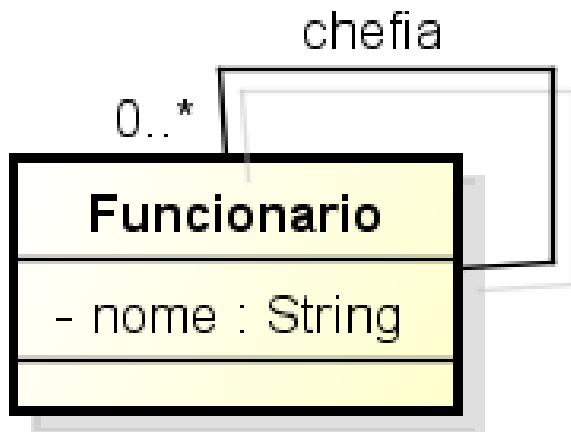 chefia
0..*
Funcionario
- nome : String